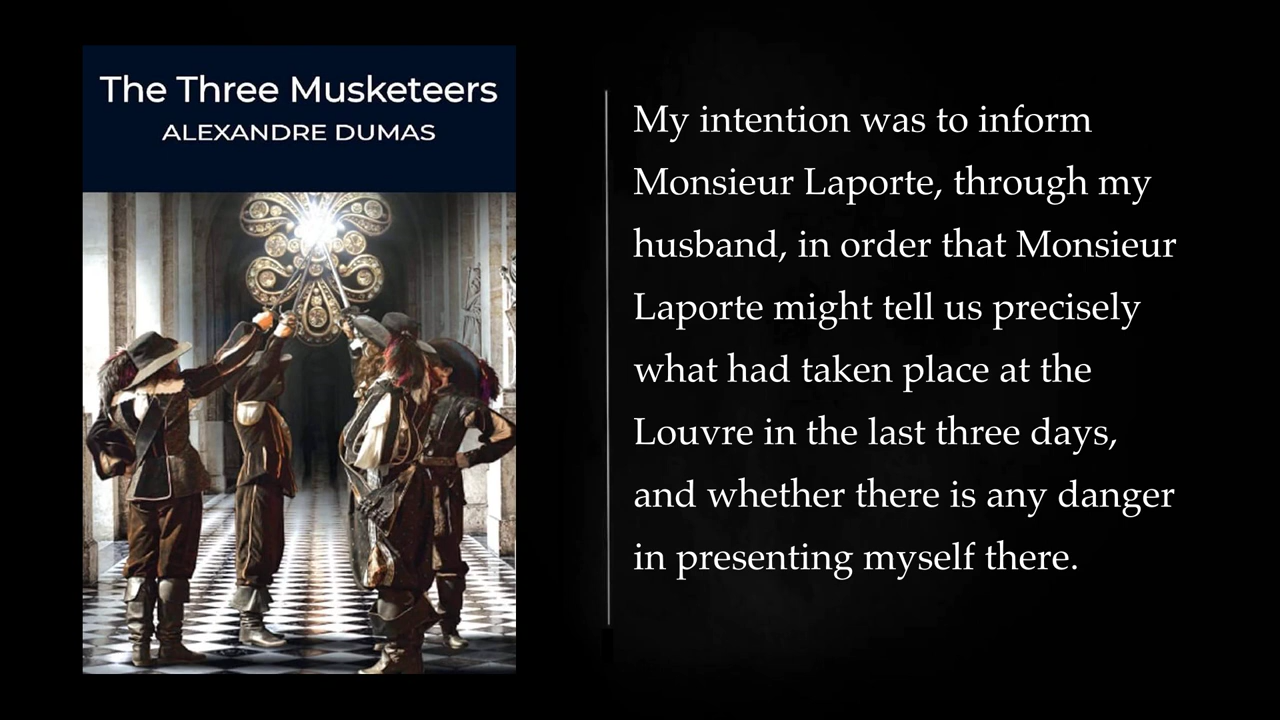 The Three Musketeers
ALEXANDRE DUMAS
My intention was to inform
Monsieur Laporte, through my
husband, in order that Monsieur
Laporte might tell us precisely
what had taken place at the
Louvre in the last three days,
and whether there is any danger
in presenting myself there.